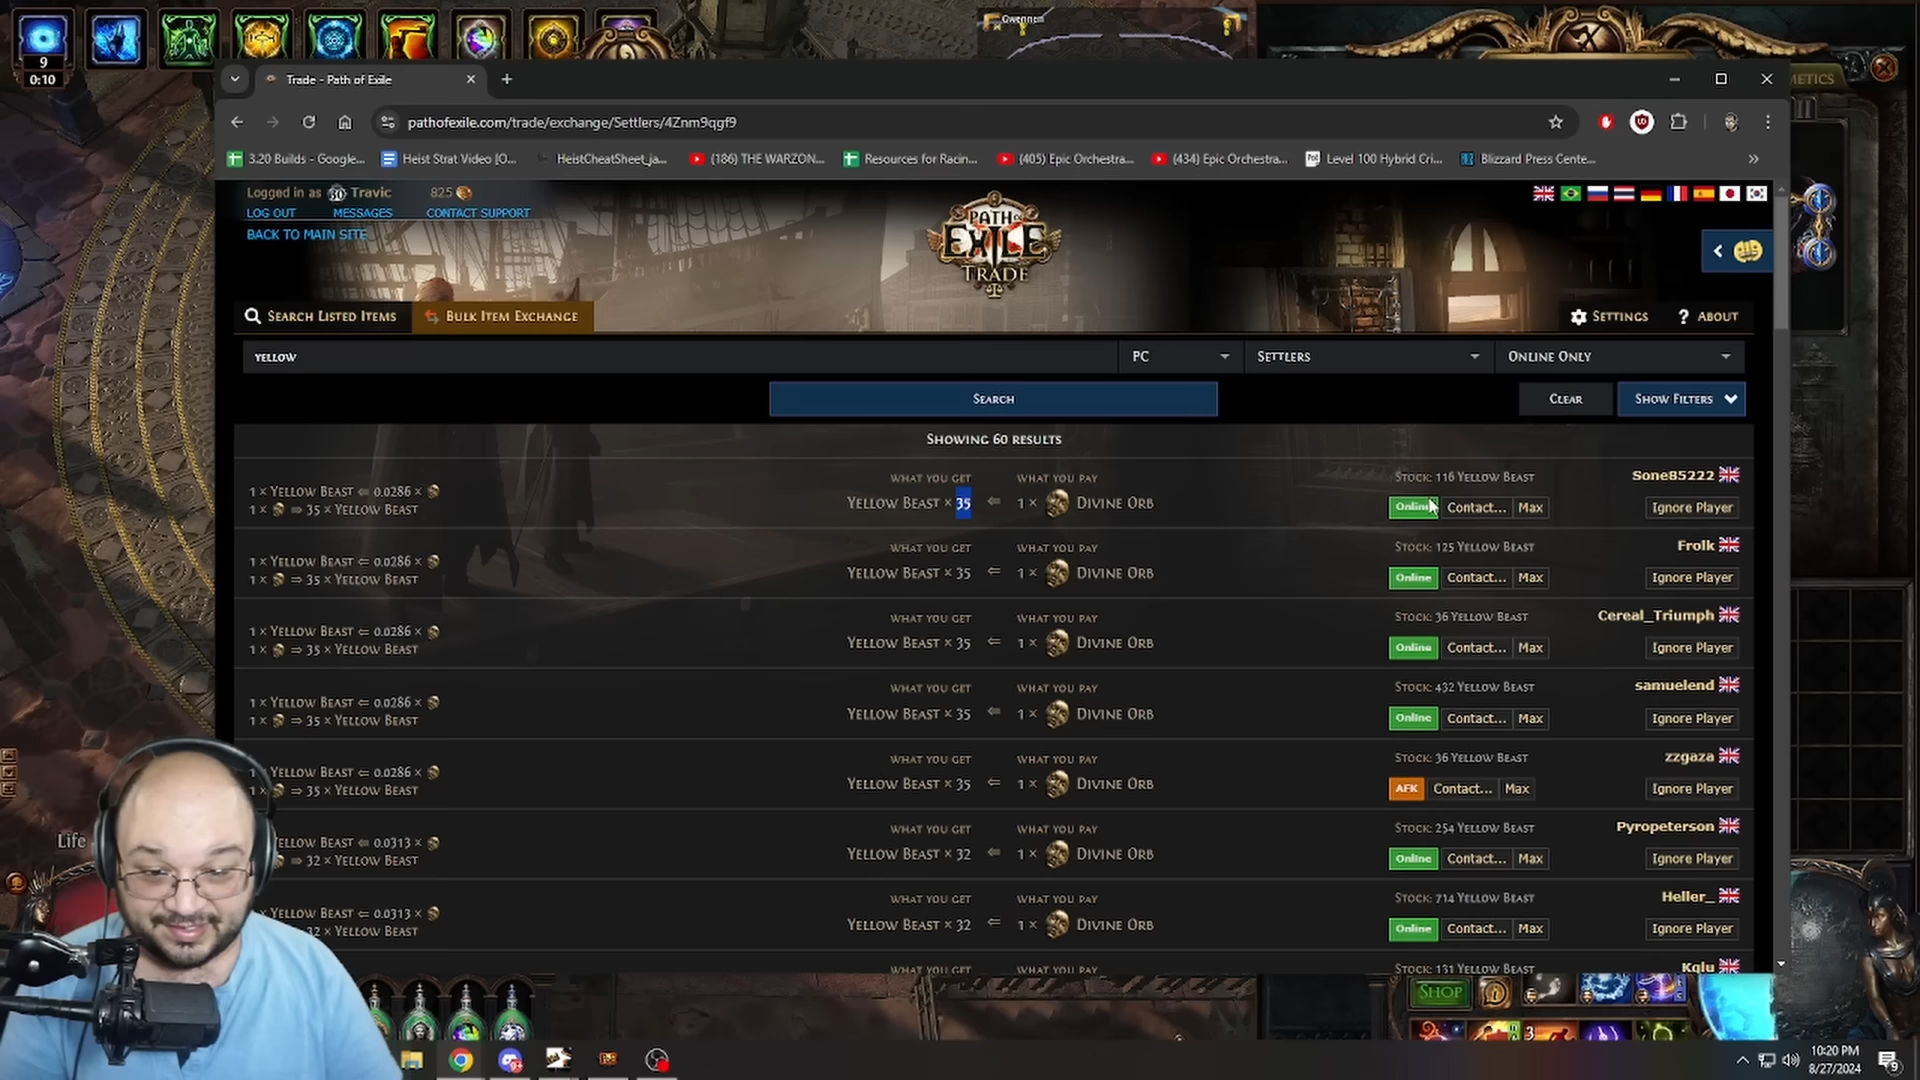 9
0:10
Gwennen
Trade - Path of Exile
pathofexile.com/trade/exchange/Settlers/4Znm9qgf9
3.20 Builds - Google...
Heist Strat Video [O...
HeistCheatSheet_ja...
(186) THE WARZON...
Resources for Racin...
(405) Epic Orchestra...
(434) Epic Orchestra...
Level 100 Hybrid Cri...
Blizzard Press Cente...
Logged in as 30 Travic 825
LOG OUT MESSAGES CONTACT SUPPORT
BACK TO MAIN SITE
PATH OF EXILE TRADE
SEARCH LISTED ITEMS
BULK ITEM EXCHANGE
SETTINGS
? ABOUT
YELLOW
PC
SETTLERS
ONLINE ONLY
SEARCH
CLEAR
SHOW FILTERS
SHOWING 60 RESULTS
1 × YELLOW BEAST ⇐ 0.0286 ×
1 × ⇒ 35 × YELLOW BEAST
WHAT YOU GET WHAT YOU PAY
YELLOW BEAST × 35 ⇐ 1 × DIVINE ORB
STOCK: 116 YELLOW BEAST
Sone85222
Online Contact... Max Ignore Player
1 × YELLOW BEAST ⇐ 0.0286 ×
1 × ⇒ 35 × YELLOW BEAST
WHAT YOU GET WHAT YOU PAY
YELLOW BEAST × 35 ⇐ 1 × DIVINE ORB
STOCK: 125 YELLOW BEAST
Frolk
Online Contact... Max Ignore Player
1 × YELLOW BEAST ⇐ 0.0286 ×
1 × ⇒ 35 × YELLOW BEAST
WHAT YOU GET WHAT YOU PAY
YELLOW BEAST × 35 ⇐ 1 × DIVINE ORB
STOCK: 36 YELLOW BEAST
Cereal_Triumph
Online Contact... Max Ignore Player
1 × YELLOW BEAST ⇐ 0.0286 ×
1 × ⇒ 35 × YELLOW BEAST
WHAT YOU GET WHAT YOU PAY
YELLOW BEAST × 35 ⇐ 1 × DIVINE ORB
STOCK: 432 YELLOW BEAST
samuelend
Online Contact... Max Ignore Player
× YELLOW BEAST ⇐ 0.0286 ×
1 × ⇒ 35 × YELLOW BEAST
WHAT YOU GET WHAT YOU PAY
YELLOW BEAST × 35 ⇐ 1 × DIVINE ORB
STOCK: 36 YELLOW BEAST
zzgaza
AFK Contact... Max Ignore Player
YELLOW BEAST ⇐ 0.0313 ×
⇒ 32 × YELLOW BEAST
WHAT YOU GET WHAT YOU PAY
YELLOW BEAST × 32 ⇐ 1 × DIVINE ORB
STOCK: 254 YELLOW BEAST
Pyropeterson
Online Contact... Max Ignore Player
× YELLOW BEAST ⇐ 0.0313 ×
32 × YELLOW BEAST
WHAT YOU GET WHAT YOU PAY
YELLOW BEAST × 32 ⇐ 1 × DIVINE ORB
STOCK: 714 YELLOW BEAST
Heller_
Online Contact... Max Ignore Player
WHAT YOU GET WHAT YOU PAY
STOCK: 131 YELLOW BEAST
Kqlu
Life
SHOP
3
10:20 PM
8/27/2024
9